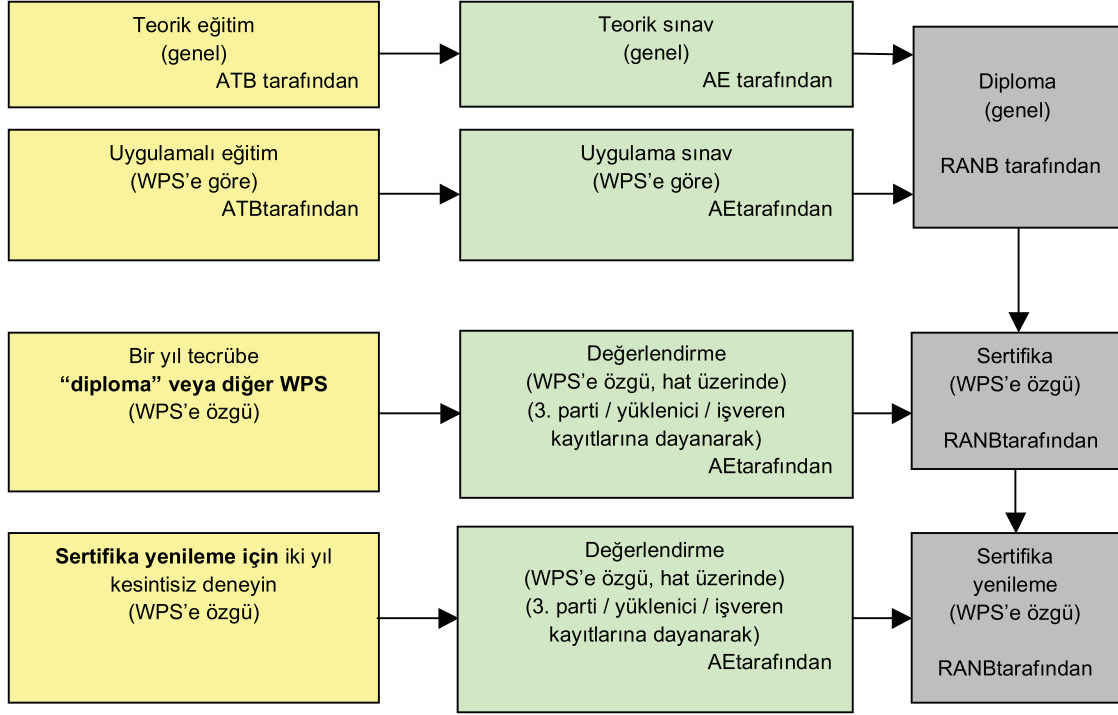 Teorik eğitim
(genel)
ATB tarafından
Teorik sınav
(genel)
AE tarafından
Diploma
(genel)
RANB tarafından
Uygulamalı eğitim
(WPS’e göre)
ATBtarafından
Uygulama sınav
(WPS’e göre)
AEtarafından
Bir yıl tecrübe
“diploma” veya diğer WPS
(WPS’e özgü)
Değerlendirme
(WPS’e özgü, hat üzerinde)
(3. parti / yüklenici / işveren
kayıtlarına dayanarak)
AEtarafından
Sertifika
(WPS’e özgü)
RANBtarafından
Sertifika yenileme için iki yıl
kesintisiz deneyin
(WPS’e özgü)
Değerlendirme
(WPS’e özgü, hat üzerinde)
(3. parti / yüklenici / işveren
kayıtlarına dayanarak)
AEtarafından
Sertifika
yenileme
(WPS’e özgü)
RANBtarafından